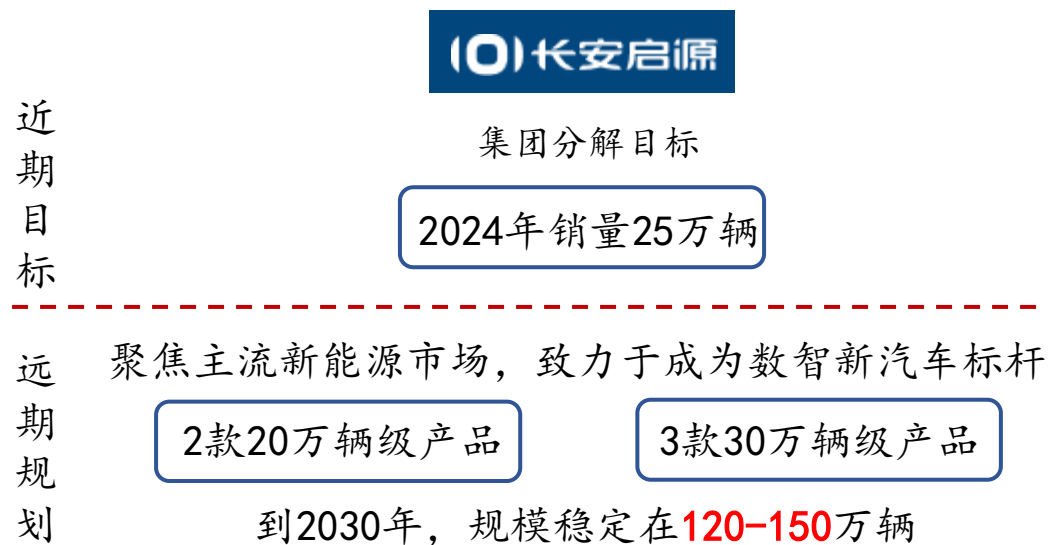 长安启源
近期目标
集团分解目标
2024年销量25万辆
远期规划
聚焦主流新能源市场，致力于成为数智新汽车标杆
2款20万辆级产品
3款30万辆级产品
到2030年，规模稳定在120-150万辆